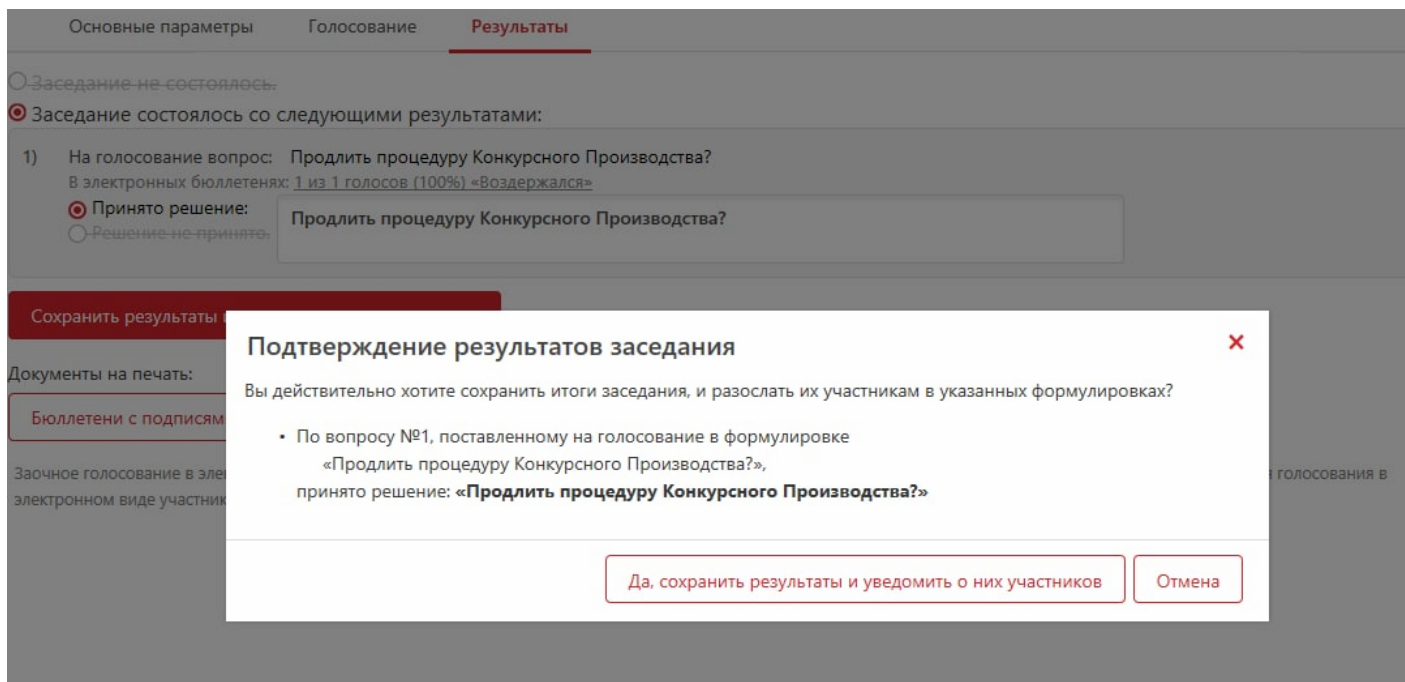 Основные параметры Голосование Результаты
Заседание не состоялось.
Заседание состоялось со следующими результатами:
1) На голосование вопрос: Продлить процедуру Конкурсного Производства?
В электронных бюллетенях: 1 из 1 голосов (100%) «Воздержался»
Принято решение:
Продлить процедуру Конкурсного Производства?
Решение не принято.
Сохранить результаты
Подтверждение результатов заседания
Документы на печать:
Вы действительно хотите сохранить итоги заседания, и разослать их участникам в указанных формулировках?
Бюллетени с подписям
• По вопросу №1, поставленному на голосование в формулировке
«Продлить процедуру Конкурсного Производства?»,
принято решение: «Продлить процедуру Конкурсного Производства?»
Заочное голосование в
голосования в
электронном виде участник
Да, сохранить результаты и уведомить о них участников Отмена